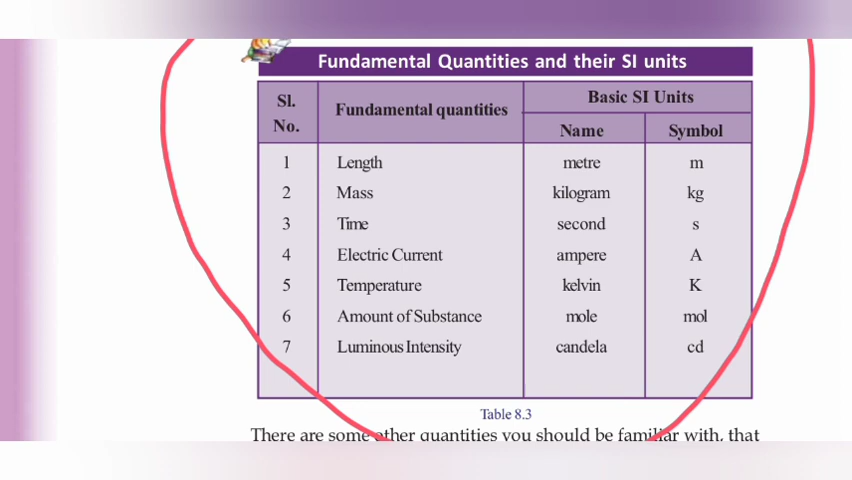 Fundamental Quantities and their SI units
Sl. No. Fundamental quantities Basic SI Units
Name Symbol
1 Length metre m
2 Mass kilogram kg
3 Time second s
4 Electric Current ampere A
5 Temperature kelvin K
6 Amount of Substance mole mol
7 Luminous Intensity candela cd
Table 8.3
There are some other quantities you should be familiar with, that